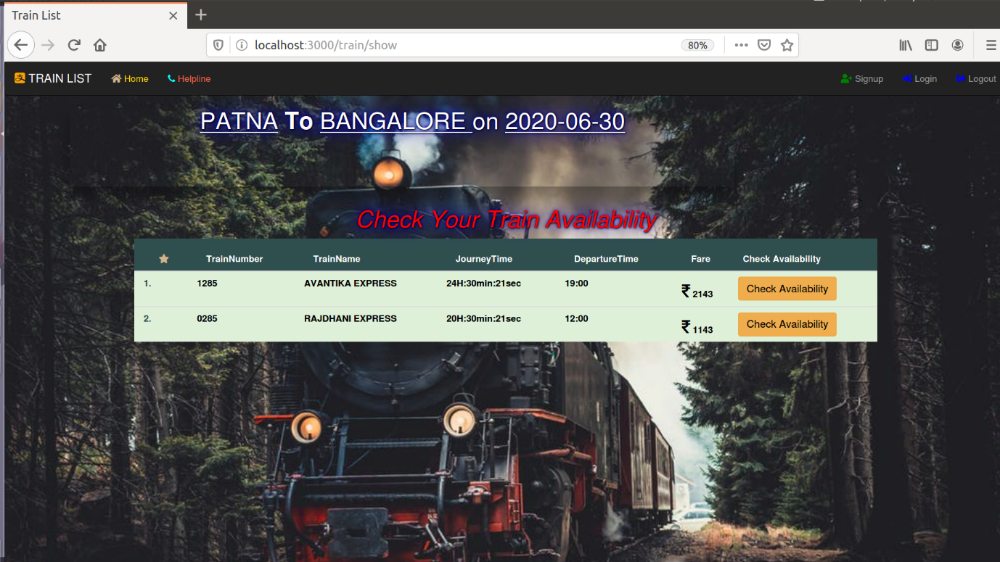 Train List
localhost:3000/train/show
80%
TRAIN LIST Home Helpline Signup Login Logout
PATNA To BANGALORE on 2020-06-30
Check Your Train Availability
TrainNumber TrainName JourneyTime DepartureTime Fare Check Availability
1. 1285 AVANTIKA EXPRESS 24H:30min:21sec 19:00 ₹ 2143 Check Availability
2. 0285 RAJDHANI EXPRESS 20H:30min:21sec 12:00 ₹ 1143 Check Availability